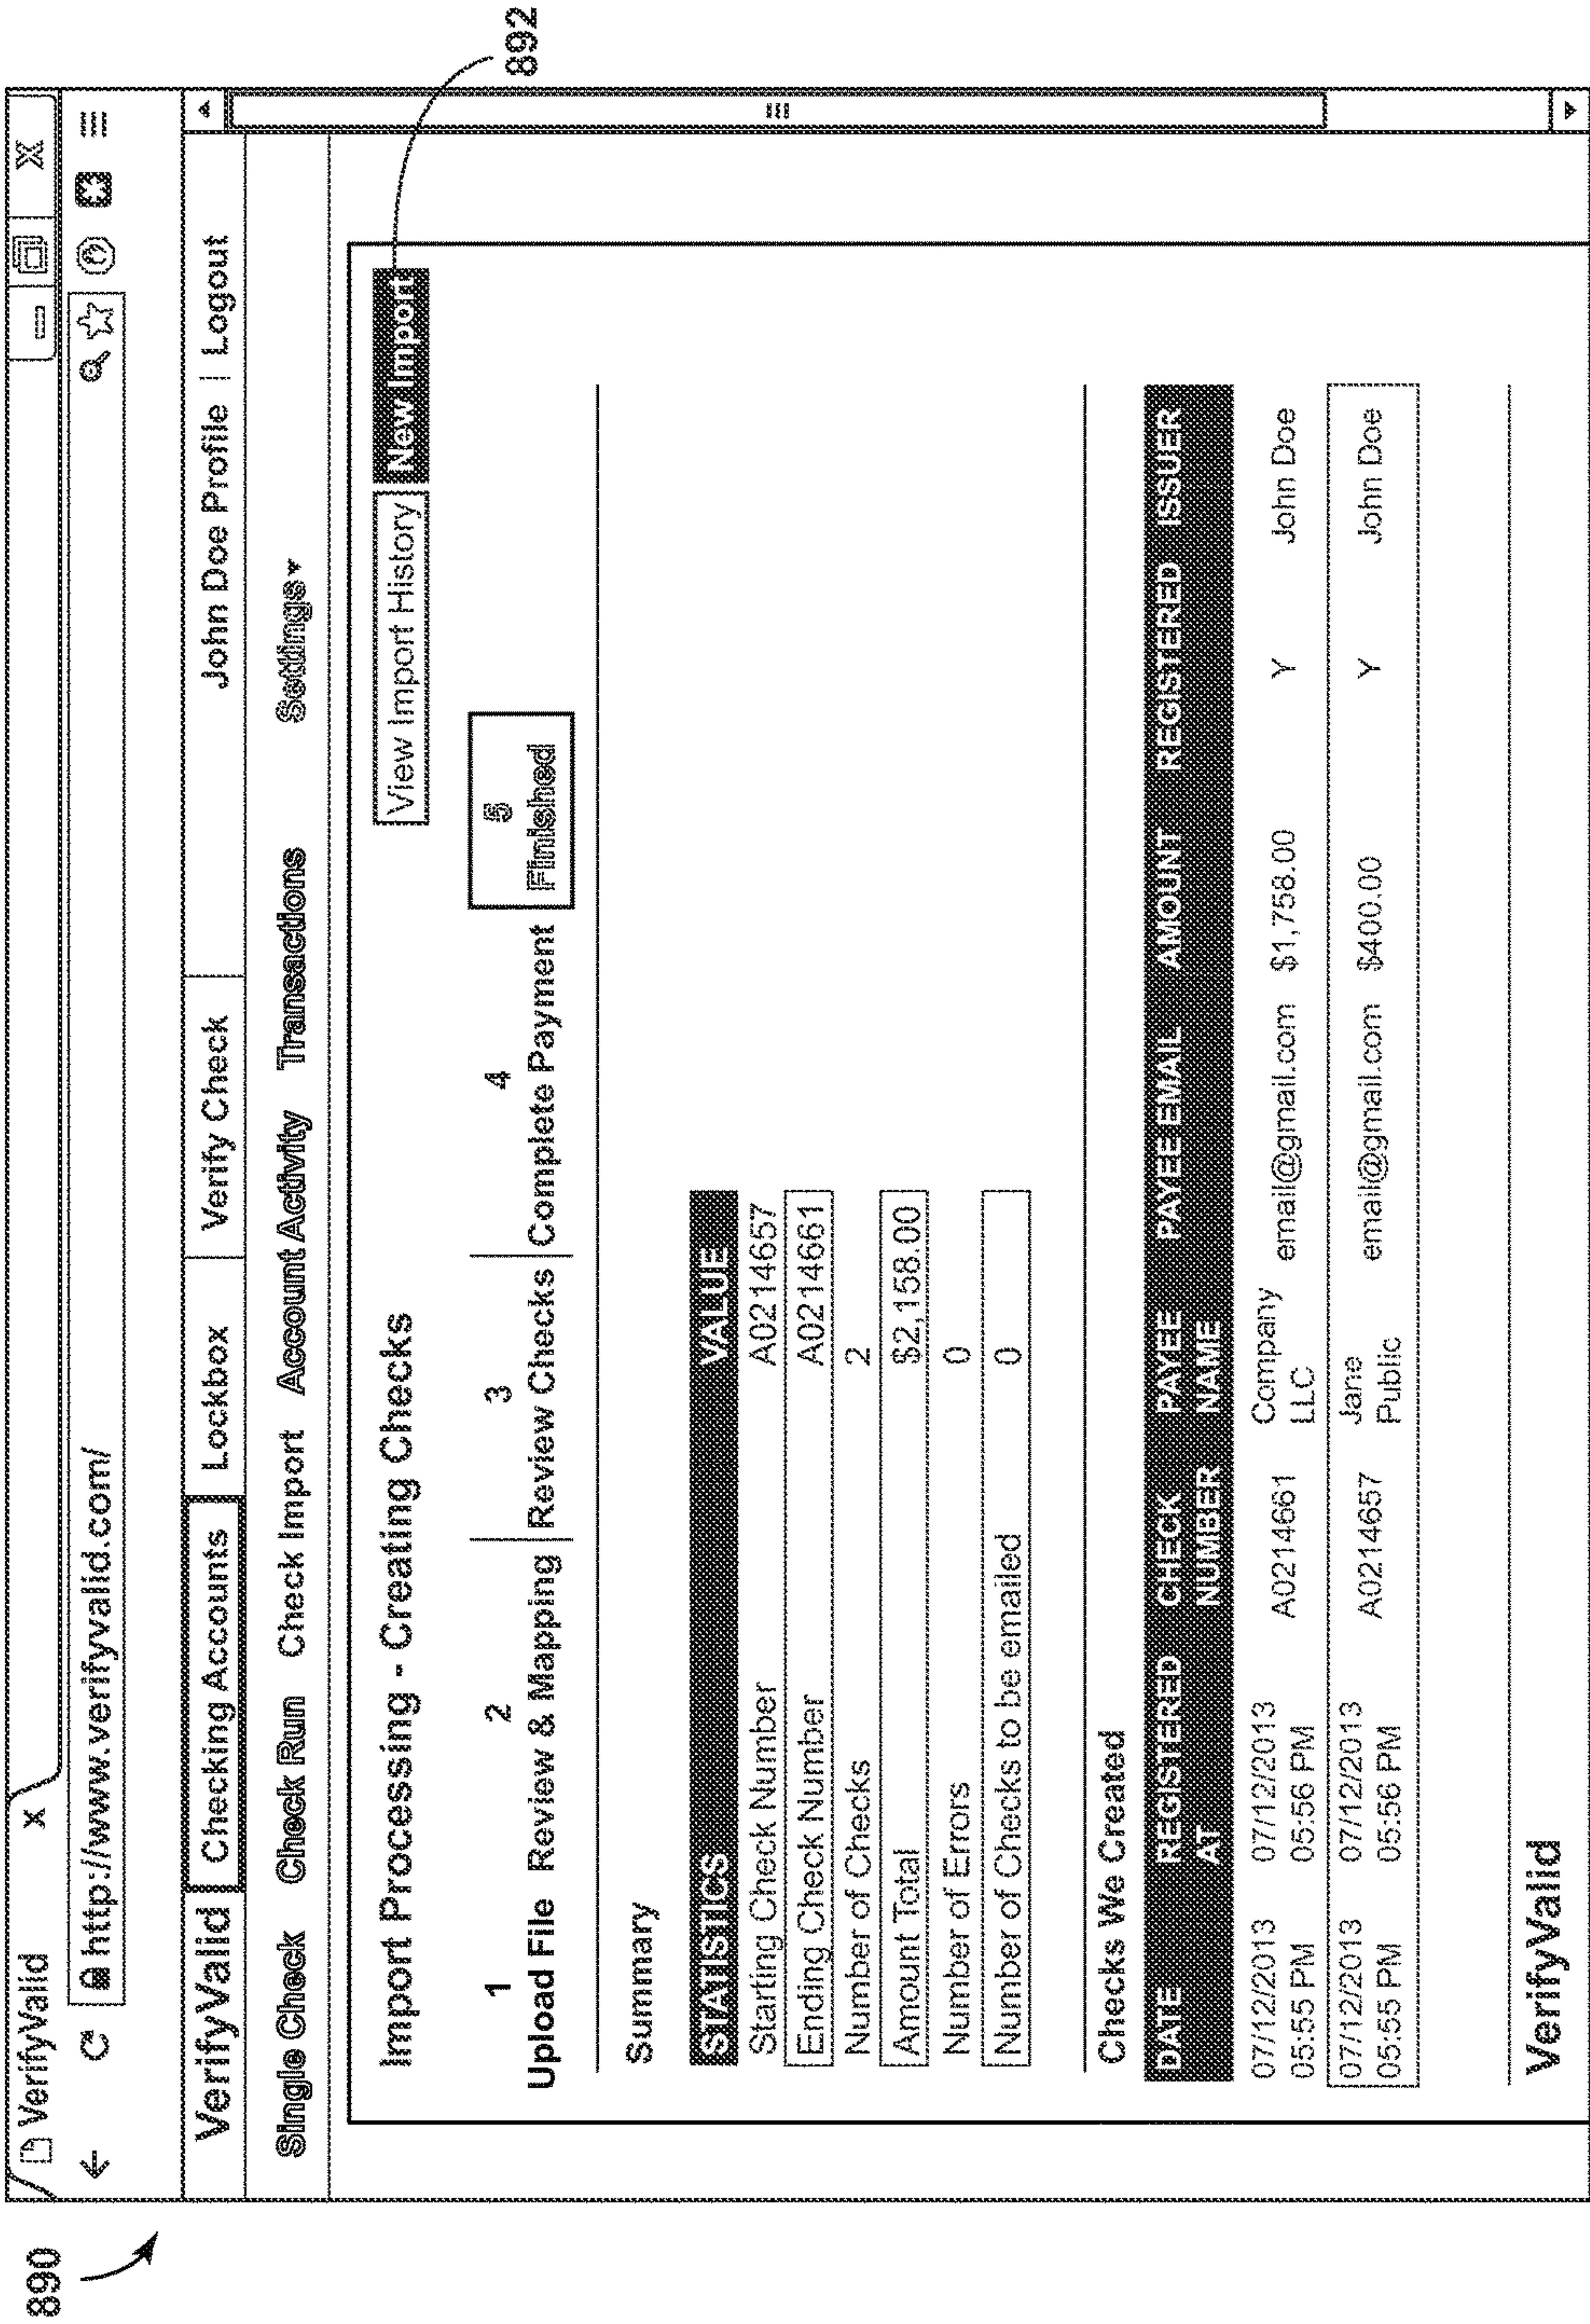 890
VerifyValid x
http://www.verifyvalid.com/
VerifyValid Checking Accounts Lockbox Verify Check John Doe Profile | Logout
Single Check Check Run Check Import Account Activity Transactions Settings
Import Processing - Creating Checks View Import History New Import
892
1 2 3 4 5
Upload File Review & Mapping Review Checks Complete Payment Finished
Summary
STATISTICS VALUE
Starting Check Number A0214657
Ending Check Number A0214661
Number of Checks 2
Amount Total $2,158.00
Number of Errors 0
Number of Checks to be emailed 0
Checks We Created
DATE REGISTERED CHECK PAYEE PAYEE EMAIL AMOUNT REGISTERED ISSUER
AT NUMBER NAME
07/12/2013 07/12/2013 A0214661 Company email@gmail.com $1,758.00 Y John Doe
05:55 PM 05:56 PM LLC
07/12/2013 07/12/2013 A0214657 Jane email@gmail.com $400.00 Y John Doe
05:55 PM 05:56 PM Public
VerifyValid